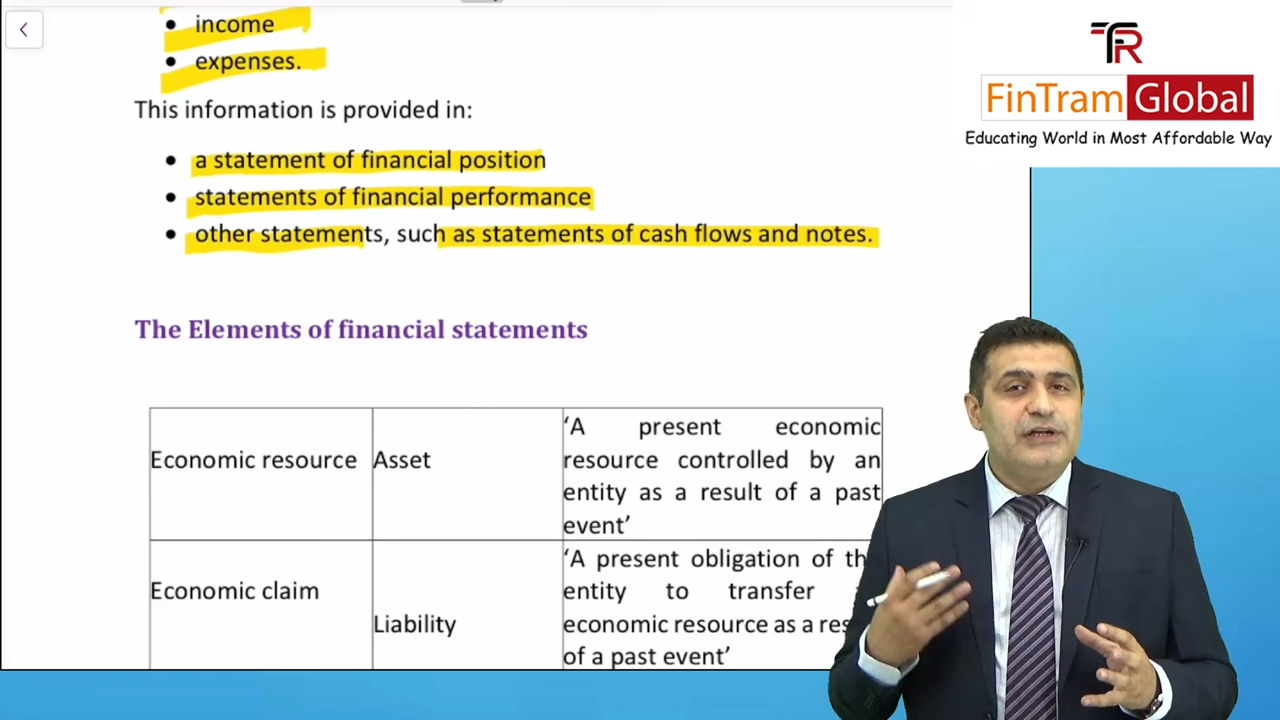 income
expenses.
This information is provided in:
a statement of financial position
statements of financial performance
other statements, such as statements of cash flows and notes.
The Elements of financial statements
Economic resource
Asset
‘A present economic
resource controlled by an
entity as a result of a past
event’
Economic claim
Liability
‘A present obligation of
entity to transfer
economic resource as a
of a past event’
TR
FinTram Global
Educating World in Most Affordable Way